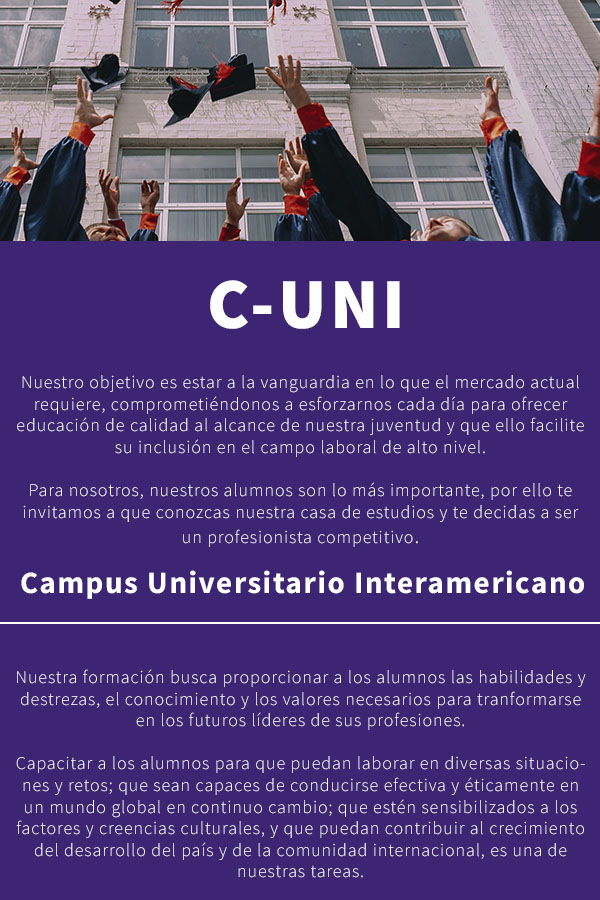 C-UNI
Nuestro objetivo es estar a la vanguardia en lo que el mercado actual
requiere, comprometiéndonos a esforzarnos cada día para ofrecer
educación de calidad al alcance de nuestra juventud y que ello facilite
su inclusión en el campo laboral de alto nivel.
Para nosotros, nuestros alumnos son lo más importante, por ello te
invitamos a que conozcas nuestra casa de estudios y te decidas a ser
un profesionista competitivo.
Campus Universitario Interamericano
Nuestra formación busca proporcionar a los alumnos las habilidades y
destrezas, el conocimiento y los valores necesarios para tranformarse
en los futuros líderes de sus profesiones.
Capacitar a los alumnos para que puedan laborar en diversas situacio-
nes y retos; que sean capaces de conducirse efectiva y éticamente en
un mundo global en continuo cambio; que estén sensibilizados a los
factores y creencias culturales, y que puedan contribuir al crecimiento
del desarrollo del país y de la comunidad internacional, es una de
nuestras tareas.